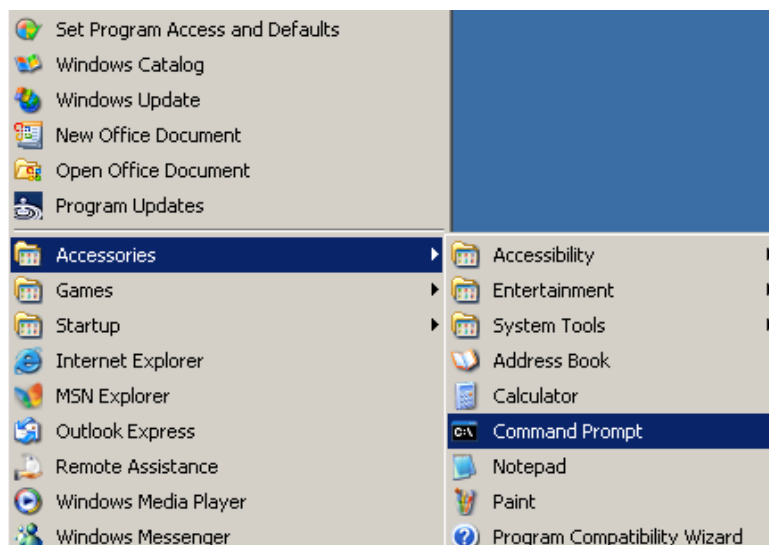 Set Program Access and Defaults
Windows Catalog
Windows Update
New Office Document
Open Office Document
Program Updates
Accessories
Games
Startup
Internet Explorer
MSN Explorer
Outlook Express
Remote Assistance
Windows Media Player
Windows Messenger
Accessibility
Entertainment
System Tools
Address Book
Calculator
C:\ Command Prompt
Notepad
Paint
Program Compatibility Wizard